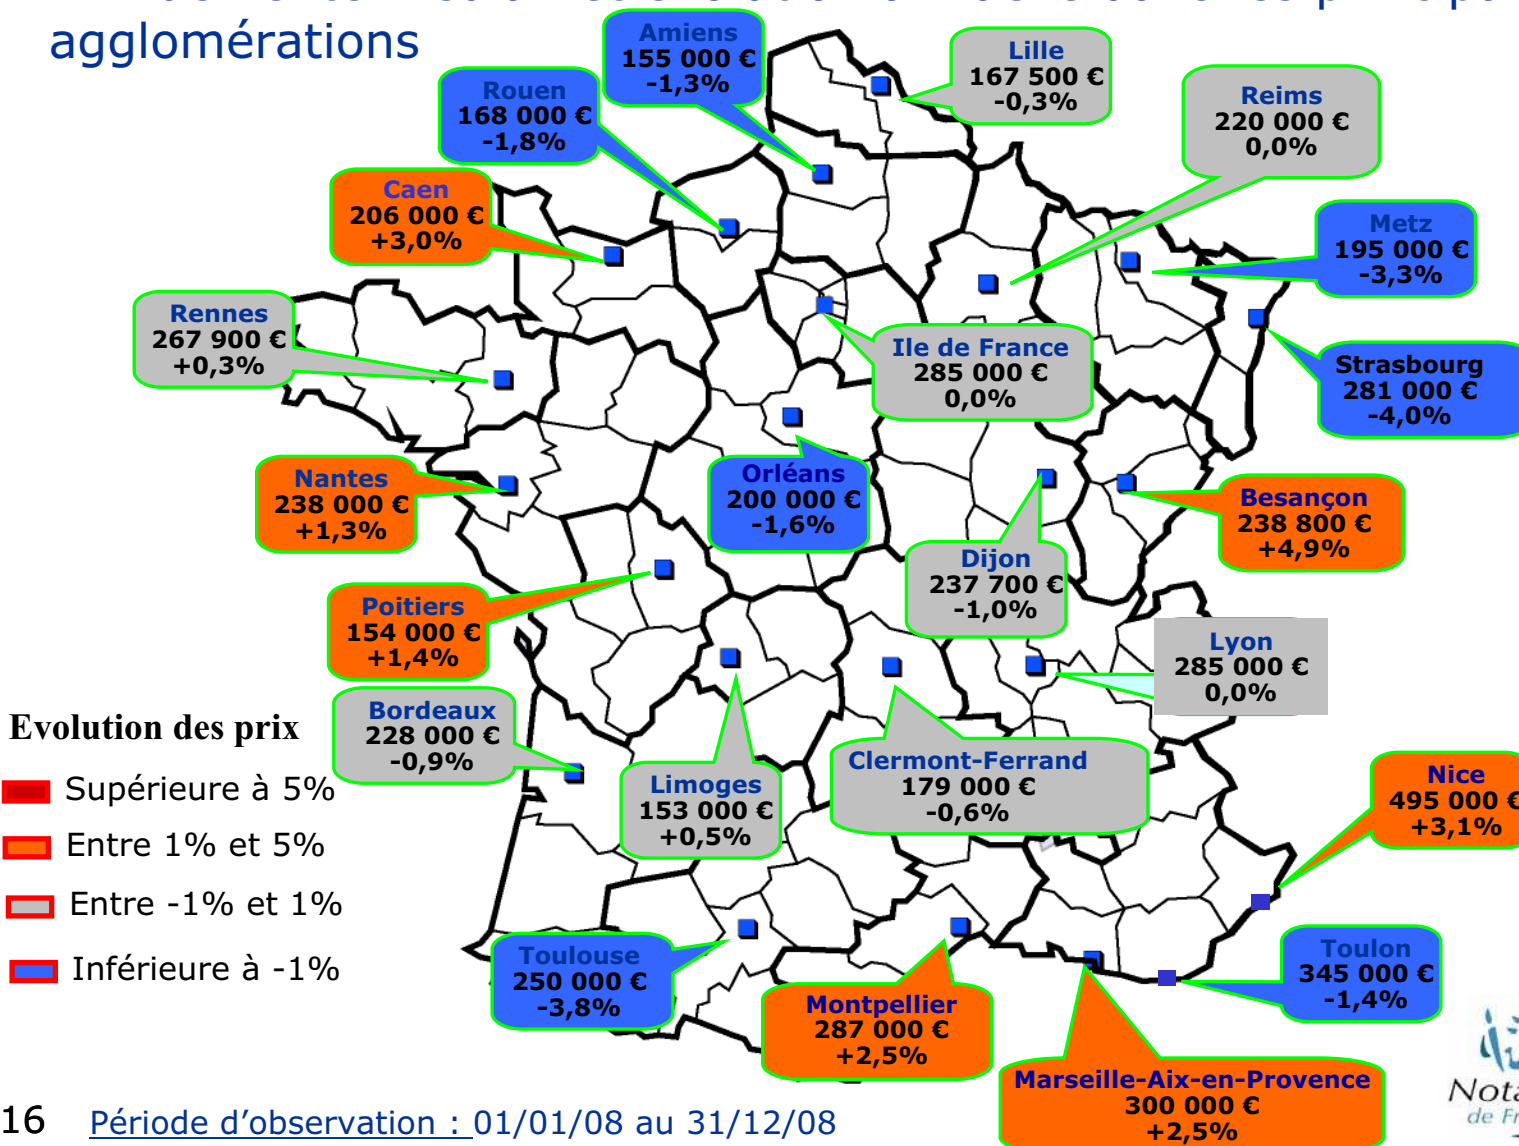 agglomérations
Amiens
155 000 €
-1,3%
Lille
167 500 €
-0,3%
Rouen
168 000 €
-1,8%
Reims
220 000 €
0,0%
Caen
206 000 €
+3,0%
Metz
195 000 €
-3,3%
Rennes
267 900 €
+0,3%
Ile de France
285 000 €
0,0%
Strasbourg
281 000 €
-4,0%
Nantes
238 000 €
+1,3%
Orléans
200 000 €
-1,6%
Besançon
238 800 €
+4,9%
Dijon
237 700 €
-1,0%
Poitiers
154 000 €
+1,4%
Lyon
285 000 €
0,0%
Bordeaux
228 000 €
-0,9%
Limoges
153 000 €
+0,5%
Clermont-Ferrand
179 000 €
-0,6%
Nice
495 000 €
+3,1%
Evolution des prix
Supérieure à 5%
Entre 1% et 5%
Entre -1% et 1%
Inférieure à -1%
Toulouse
250 000 €
-3,8%
Montpellier
287 000 €
+2,5%
Toulon
345 000 €
-1,4%
Marseille-Aix-en-Provence
300 000 €
+2,5%
16 Période d’observation : 01/01/08 au 31/12/08
de